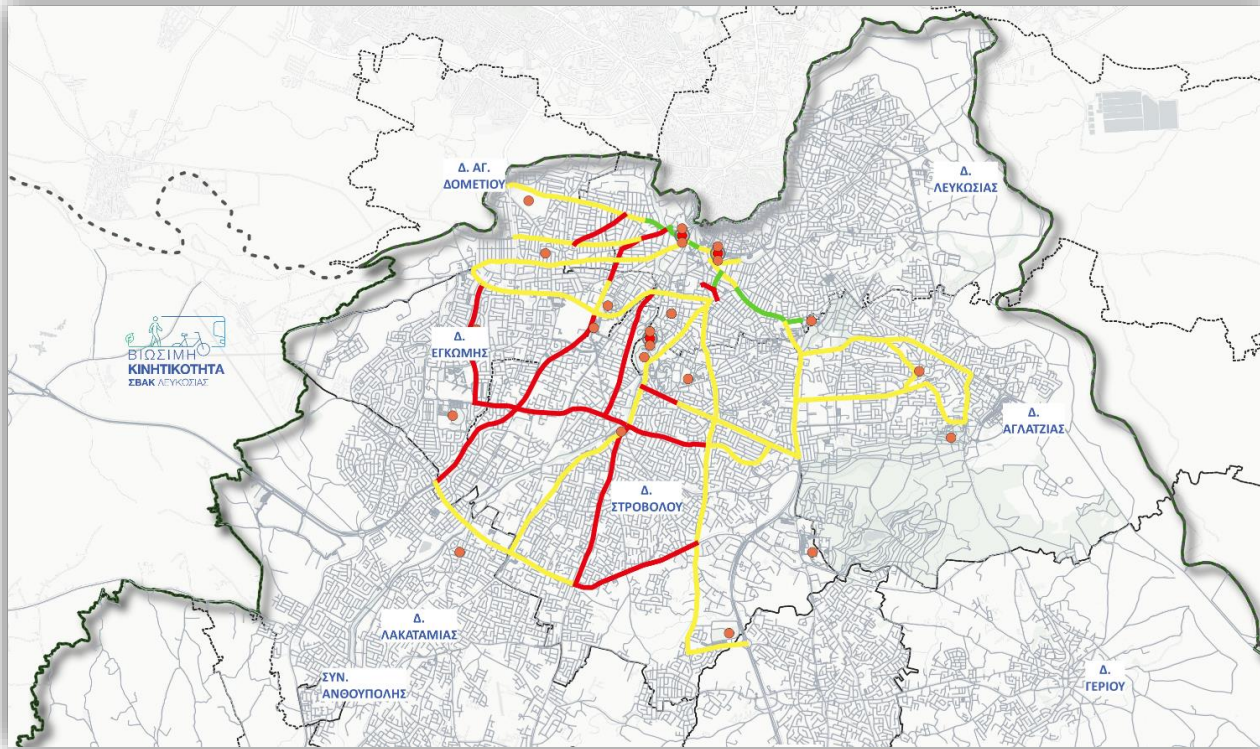 Δ. ΑΓ.
ΔΟΜΕΤΙΟΥ
Δ.
ΛΕΥΚΩΣΙΑΣ
ΒΙΩΣΙΜΗ
ΚΙΝΗΤΙΚΟΤΗΤΑ
ΣΒΑΚ ΛΕΥΚΩΣΙΑΣ
Δ.
ΕΓΚΩΜΗΣ
Δ.
ΑΓΛΑΤΖΙΑΣ
Δ.
ΣΤΡΟΒΟΛΟΥ
Δ.
ΛΑΚΑΤΑΜΙΑΣ
ΣΥΝ.
ΑΝΘΟΥΠΟΛΗΣ
Δ.
ΓΕΡΙΟΥ